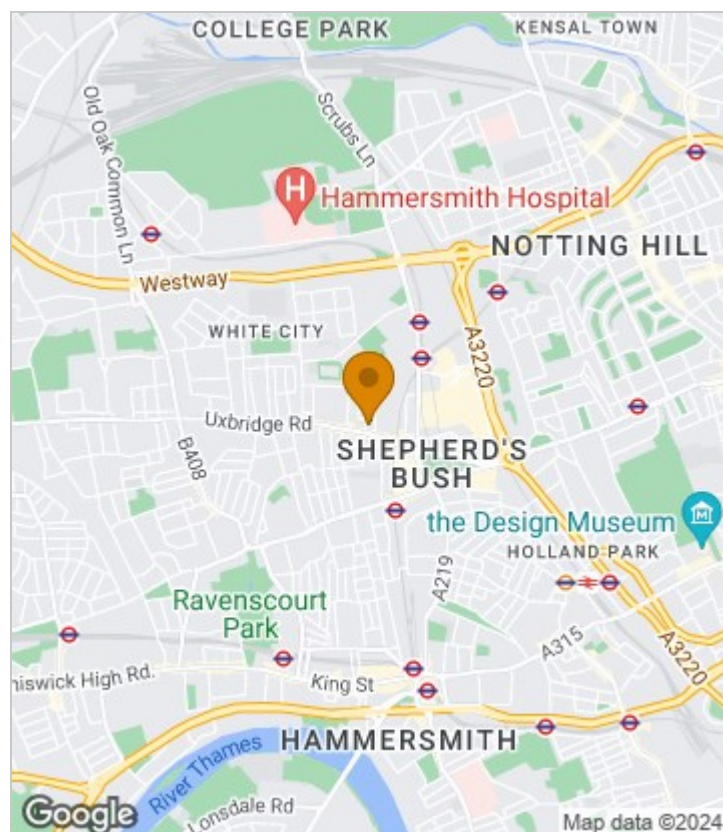 COLLEGE PARK
KENSAL TOWN
Old Oak Common Ln
Scrubs Ln
H
Hammersmith Hospital
NOTTING HILL
Westway
A3220
WHITE CITY
Uxbridge Rd
B408
SHEPHERD'S
BUSH
the Design Museum
M
HOLLAND PARK
A219
Ravenscourt
Park
A315
A3220
hiswick High Rd.
King St
HAMMERSMITH
River Thames
Lonsdale Rd
Google
Map data ©2024